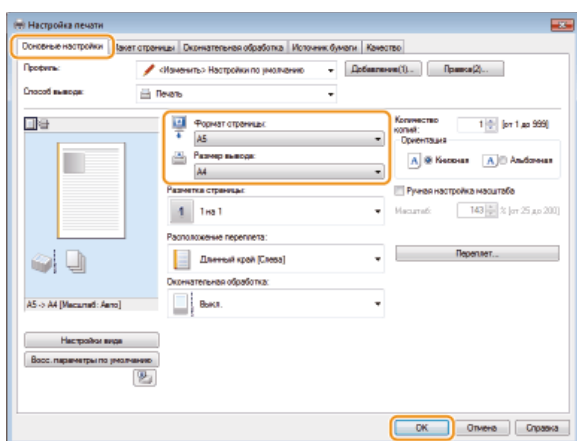 Настройка печати
Основные настройки Макет страницы Окончательная обработка Источник бумаги Качество
Профиль: <Изменить> Настройки по умолчанию Добавление(1)... Правка(2)...
Способ вывода: Печать
Формат страницы:
A5
Размер вывода:
A4
Количество копий: 1 [от 1 до 999]
Ориентация
A Книжная A Альбомная
Разметка страницы:
1 1 на 1
Ручная настройка масштаба
Масштаб: 143 % [от 25 до 200]
Расположение переплета:
Длинный край [Слева]
Переплет...
Окончательная обработка:
Выкл.
A5 -> A4 [Масштаб: Авто]
Настройки вида
Восс. параметры по умолчанию
OK Отмена Справка